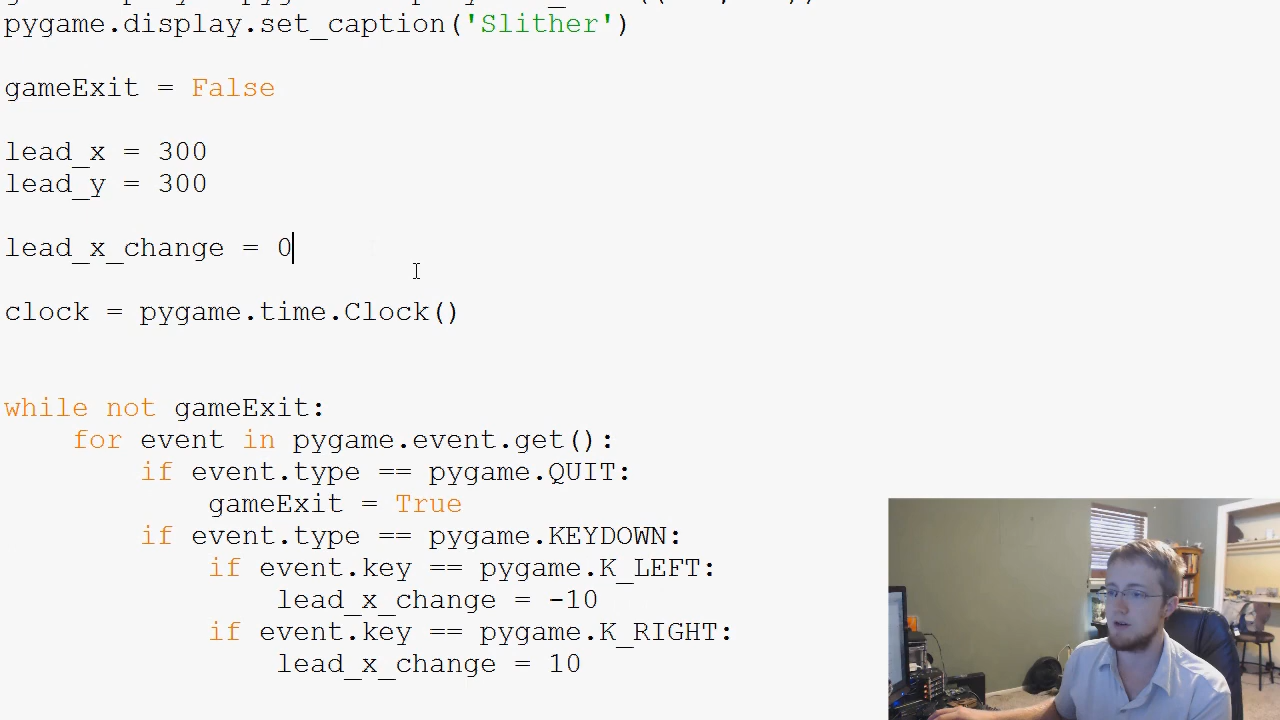 pygame.display.set_caption('Slither')
gameExit = False
lead_x = 300
lead_y = 300
lead_x_change = 0
clock = pygame.time.Clock()
while not gameExit:
for event in pygame.event.get():
if event.type == pygame.QUIT:
gameExit = True
if event.type == pygame.KEYDOWN:
if event.key == pygame.K_LEFT:
lead_x_change = -10
if event.key == pygame.K_RIGHT:
lead_x_change = 10